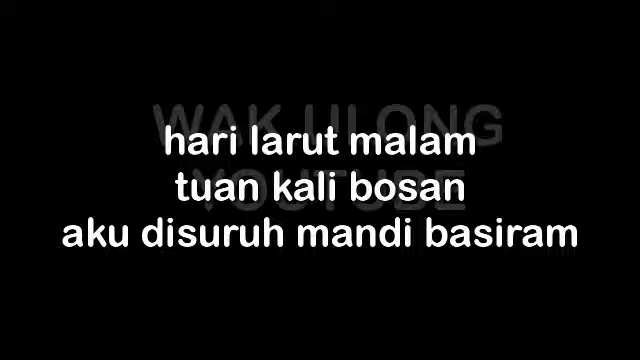 WAK ULONG
YOUTUBE
hari larut malam
tuan kali bosan
aku disuruh mandi basiram